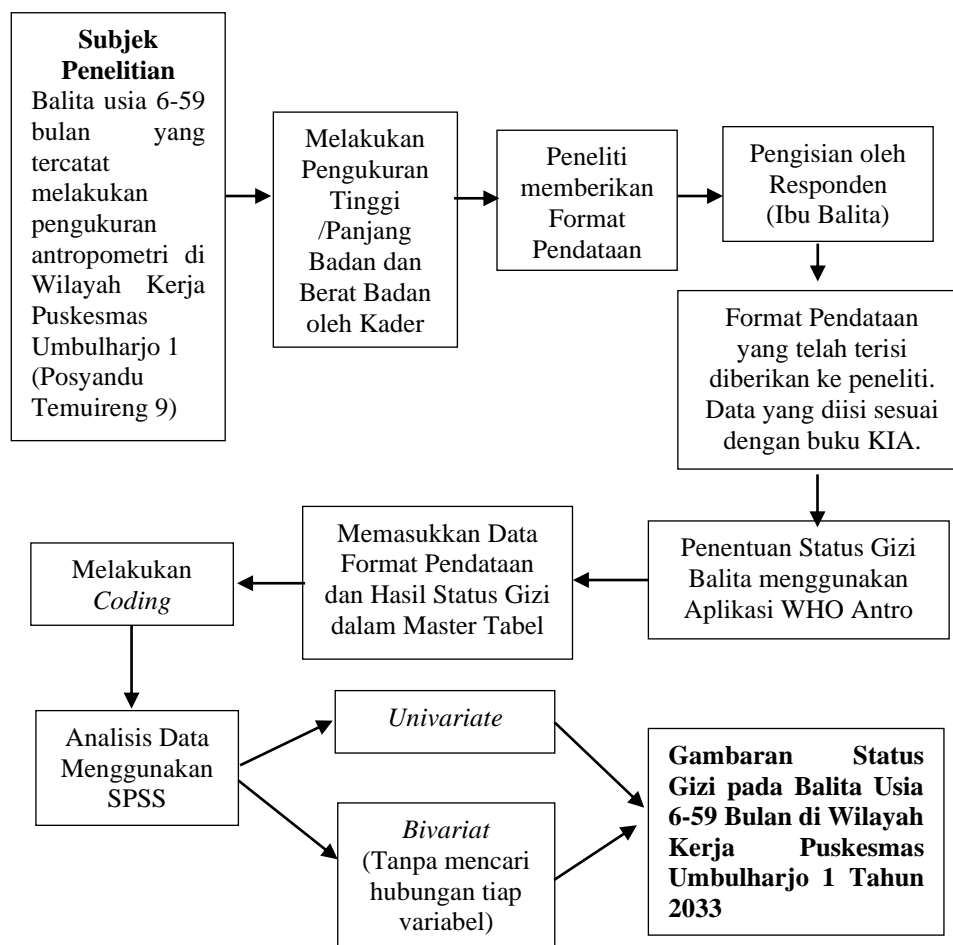 Subjek
Penelitian
Balita usia 6-59
bulan yang
tercatat
melakukan
pengukuran
antropometri di
Wilayah Kerja
Puskesmas
Umbulharjo 1
(Posyandu
Temuireng 9)
Melakukan
Pengukuran
Tinggi
/Panjang
Badan dan
Berat Badan
oleh Kader
Peneliti
memberikan
Format
Pendataan
Pengisian oleh
Responden
(Ibu Balita)
Format Pendataan
yang telah terisi
diberikan ke peneliti.
Data yang diisi sesuai
dengan buku KIA.
Penentuan Status Gizi
Balita menggunakan
Aplikasi WHO Antro
Memasukkan Data
Format Pendataan
dan Hasil Status Gizi
dalam Master Tabel
Melakukan
Coding
Analisis Data
Menggunakan
SPSS
Univariate
Bivariat
(Tanpa mencari
hubungan tiap
variabel)
Gambaran Status
Gizi pada Balita Usia
6-59 Bulan di Wilayah
Kerja Puskesmas
Umbulharjo 1 Tahun
2033